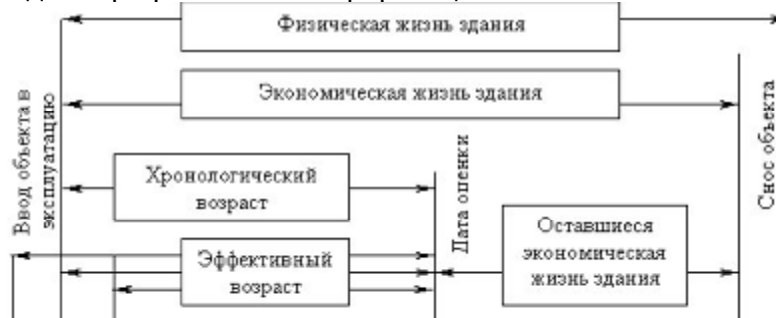 Физическая жизнь здания
Экономическая жизнь здания
Ввод объекта в
эксплуатацию
Хронологический
возраст
Дата опенки
Снос объекта
Эффективный
возраст
Оставшиеся
экономическая
жизнь здания